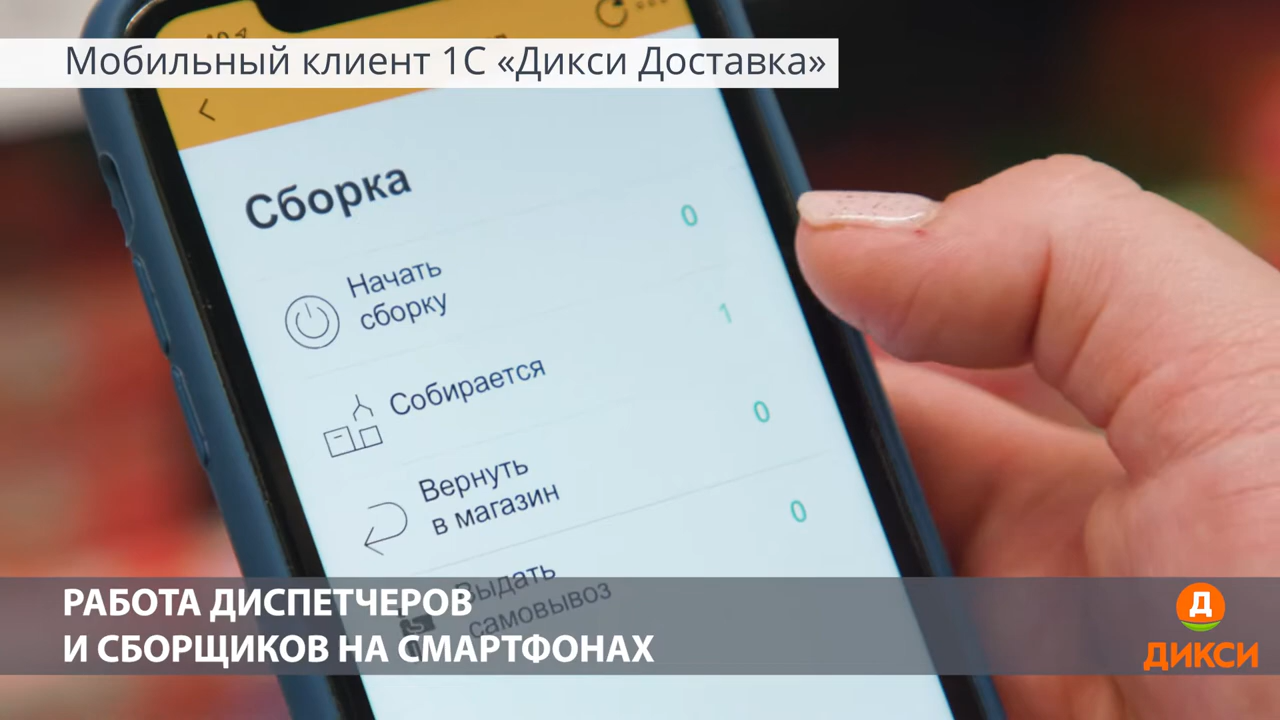 Мобильный клиент 1С «Дикси Доставка»
Сборка
Начать
сборку
0
Собирается
1
Вернуть
в магазин
0
Выдать
самовывоз
0
РАБОТА ДИСПЕТЧЕРОВ
И СБОРЩИКОВ НА СМАРТФОНАХ
Д
ДИКСИ